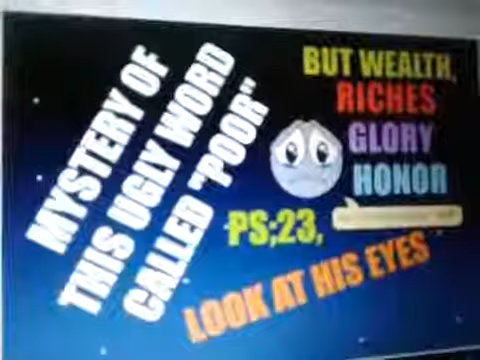 MYSTERY OF
THIS UGLY WORD
CALLED "POOR"
BUT WEALTH,
RICHES
GLORY
HONOR
PS;23,
LOOK AT HIS EYES